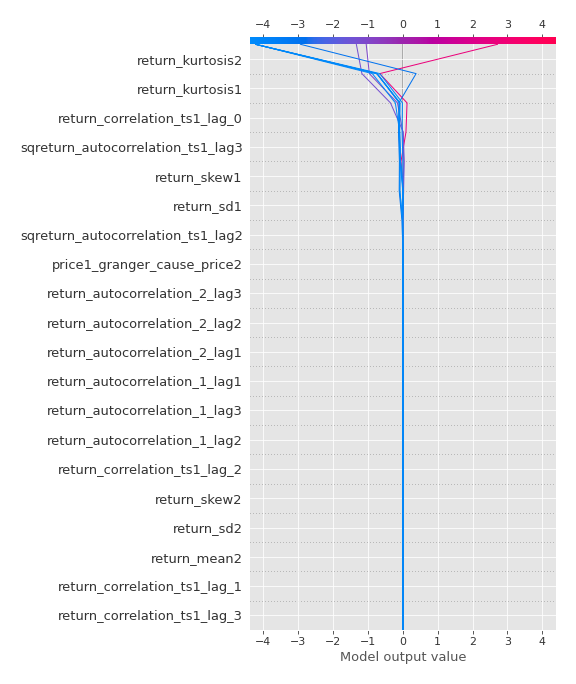 −4 −3 −2 −1 0 1 2 3 4
return_kurtosis2
return_kurtosis1
return_correlation_ts1_lag_0
sqreturn_autocorrelation_ts1_lag3
return_skew1
return_sd1
sqreturn_autocorrelation_ts1_lag2
price1_granger_cause_price2
return_autocorrelation_2_lag3
return_autocorrelation_2_lag2
return_autocorrelation_2_lag1
return_autocorrelation_1_lag1
return_autocorrelation_1_lag3
return_autocorrelation_1_lag2
return_correlation_ts1_lag_2
return_skew2
return_sd2
return_mean2
return_correlation_ts1_lag_1
return_correlation_ts1_lag_3
−4 −3 −2 −1 0 1 2 3 4
Model output value